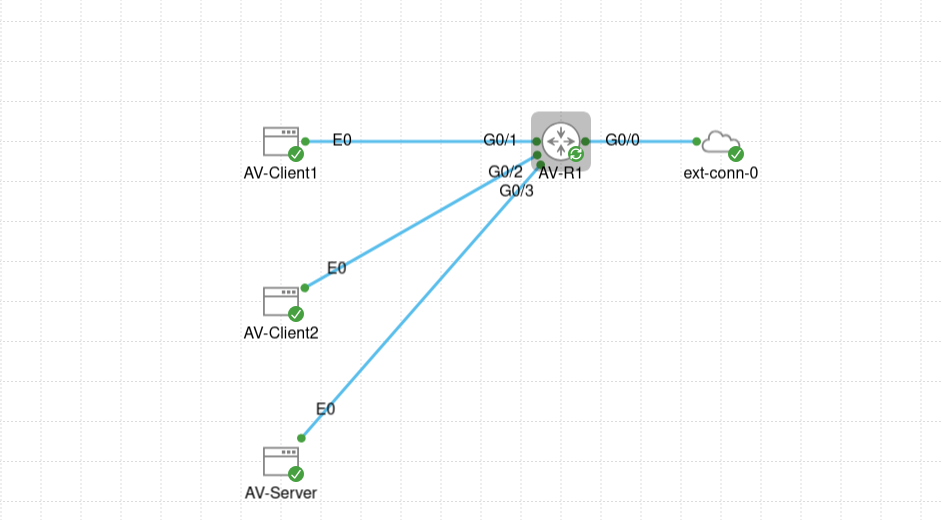 E0
G0/1
G0/0
AV-Client1
G0/2
AV-R1
ext-conn-0
G0/3
E0
AV-Client2
E0
AV-Server